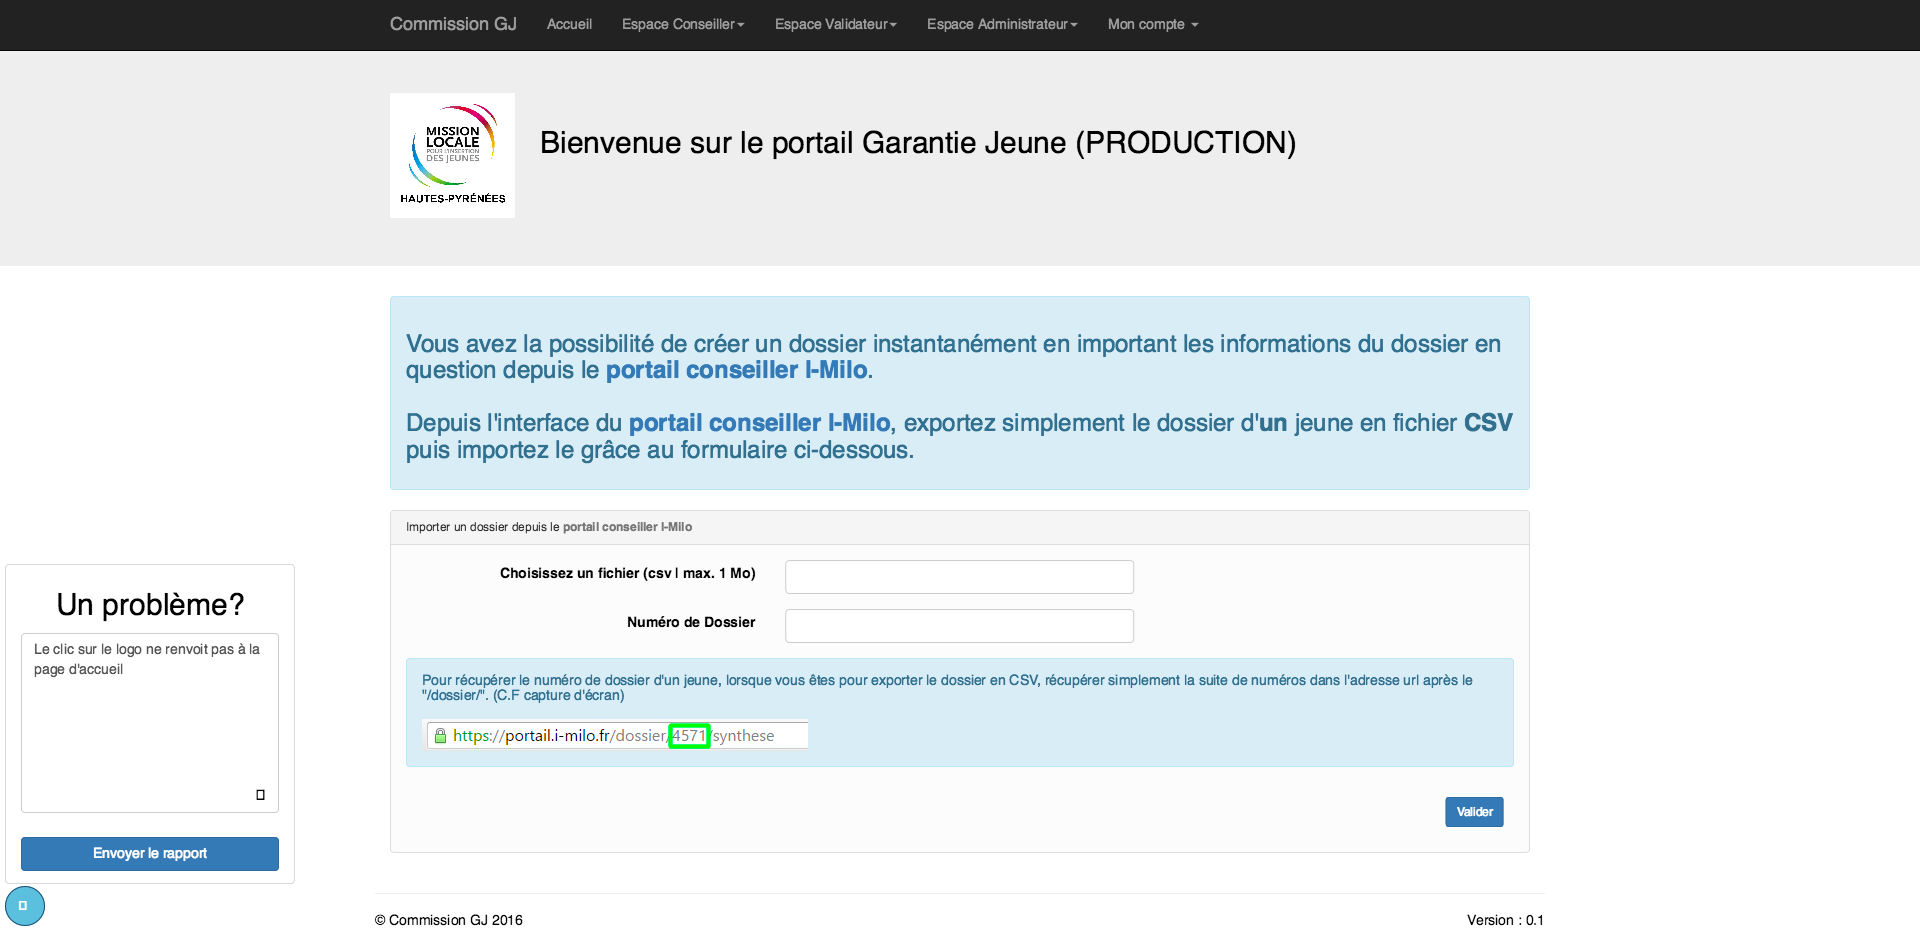 Commission GJ Accueil Espace Conseiller Espace Validateur Espace Administrateur Mon compte
MISSION
LOCALE
POUR L'INSERTION
DES JEUNES
HAUTES-PYRÉNÉES
Bienvenue sur le portail Garantie Jeune (PRODUCTION)
Vous avez la possibilité de créer un dossier instantanément en important les informations du dossier en
question depuis le portail conseiller I-Milo.
Depuis l'interface du portail conseiller I-Milo, exportez simplement le dossier d'un jeune en fichier CSV
puis importez le grâce au formulaire ci-dessous.
Importer un dossier depuis le portail conseiller I-Milo
Choisissez un fichier (csv | max. 1 Mo)
Numéro de Dossier
Pour récupérer le numéro de dossier d'un jeune, lorsque vous êtes pour exporter le dossier en CSV, récupérer simplement la suite de numéros dans l'adresse url après le
"/dossier/". (C.F capture d'écran)
https://portail.i-milo.fr/dossier/4571/synthese
Valider
Un problème?
Le clic sur le logo ne renvoit pas à la
page d'accueil
Envoyer le rapport
© Commission GJ 2016
Version : 0.1